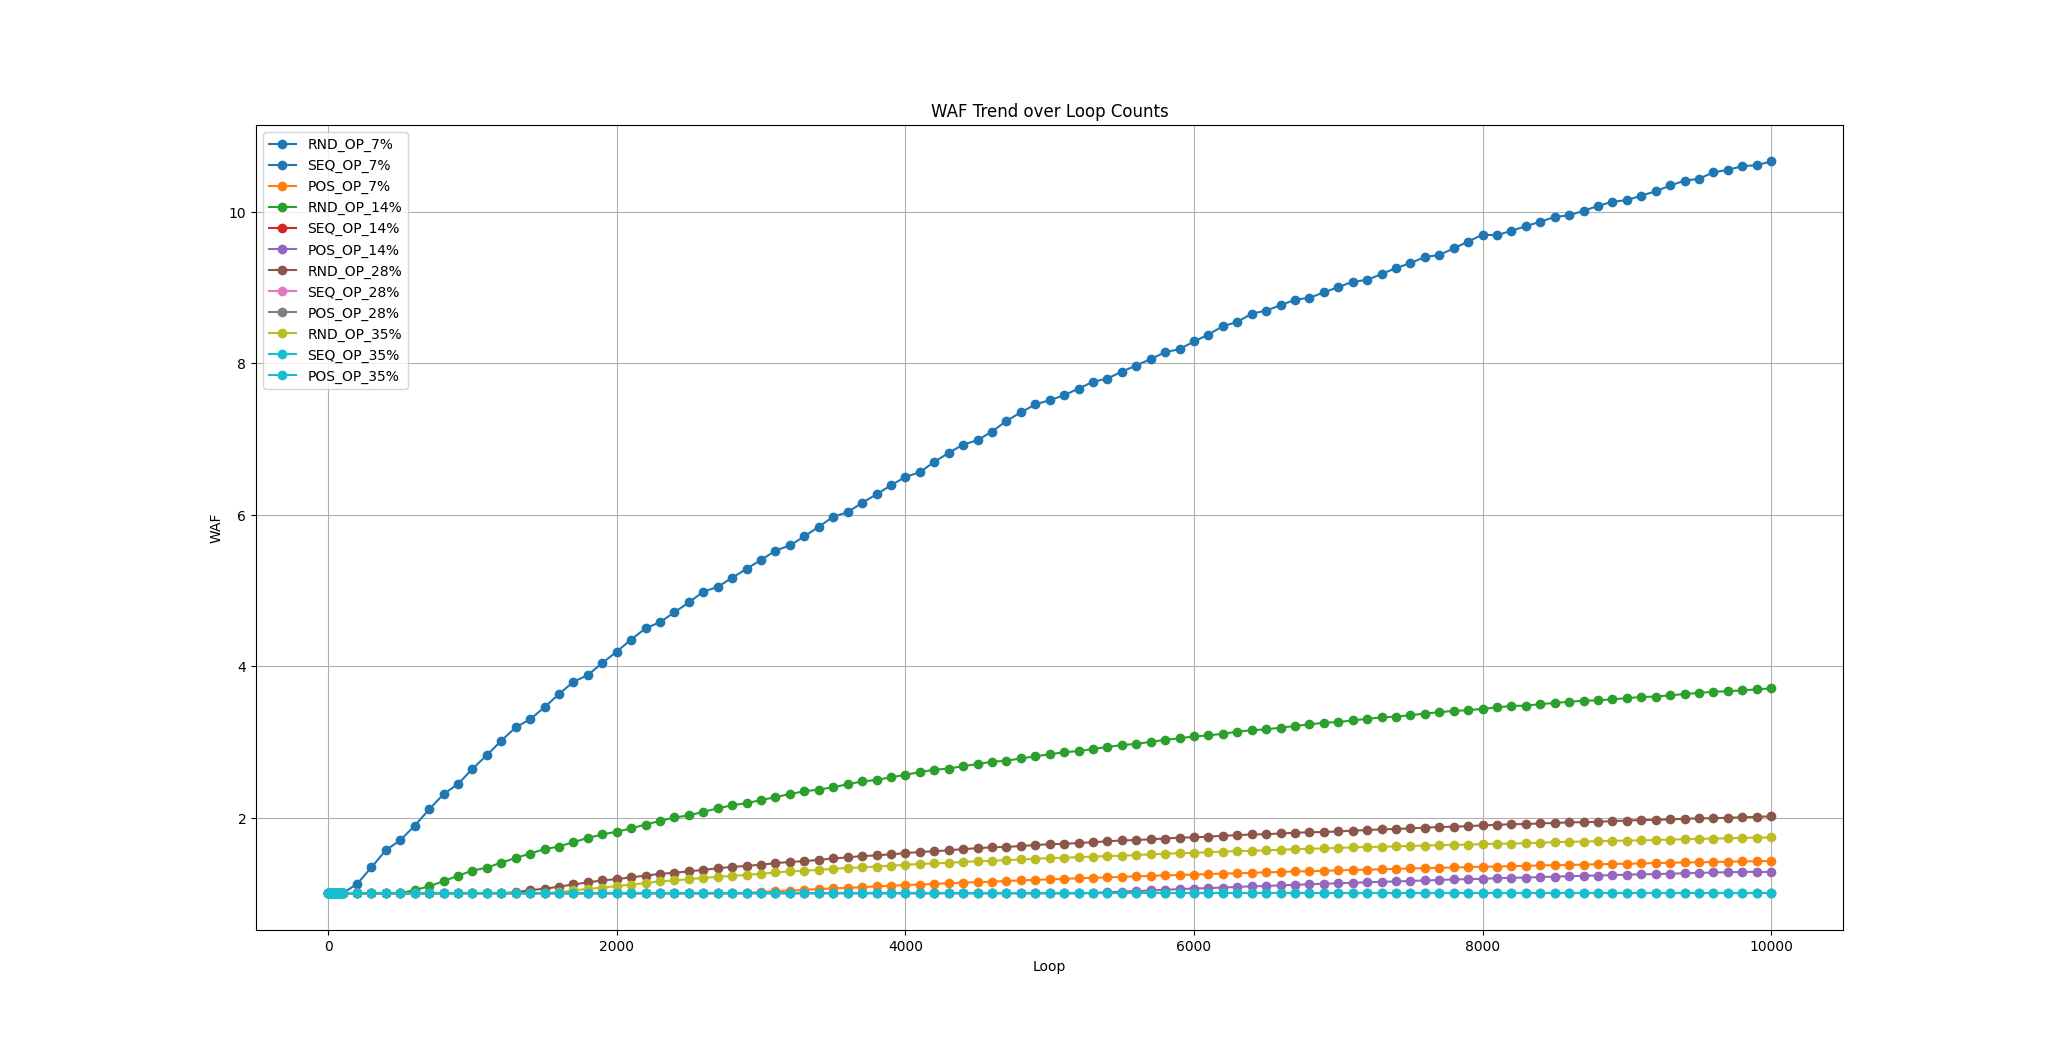 WAF Trend over Loop Counts
RND_OP_7%
SEQ_OP_7%
POS_OP_7%
RND_OP_14%
SEQ_OP_14%
POS_OP_14%
RND_OP_28%
SEQ_OP_28%
POS_OP_28%
RND_OP_35%
SEQ_OP_35%
POS_OP_35%
10
8
6
4
2
WAF
0 2000 4000 6000 8000 10000
Loop